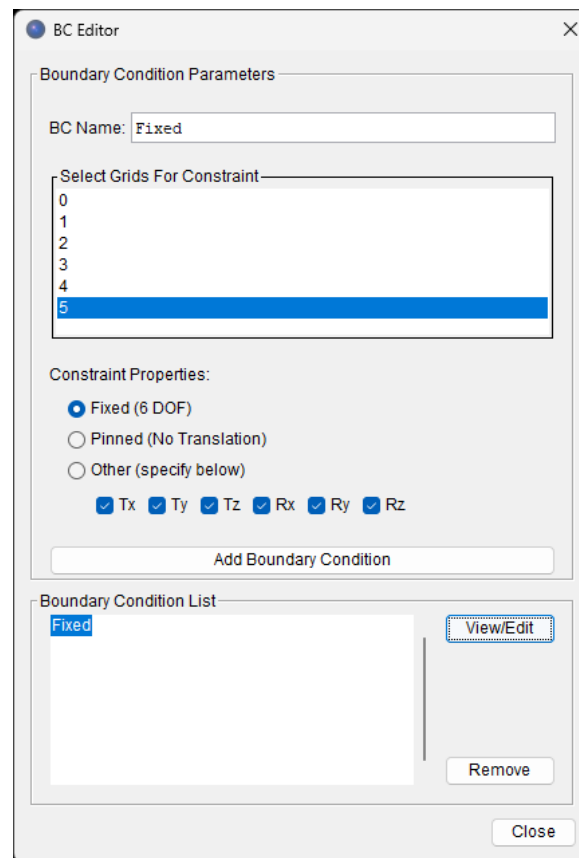 BC Editor
Boundary Condition Parameters
BC Name: Fixed
Select Grids For Constraint
0
1
2
3
4
5
Constraint Properties:
Fixed (6 DOF)
Pinned (No Translation)
Other (specify below)
Tx Ty Tz Rx Ry Rz
Add Boundary Condition
Boundary Condition List
Fixed
View/Edit
Remove
Close